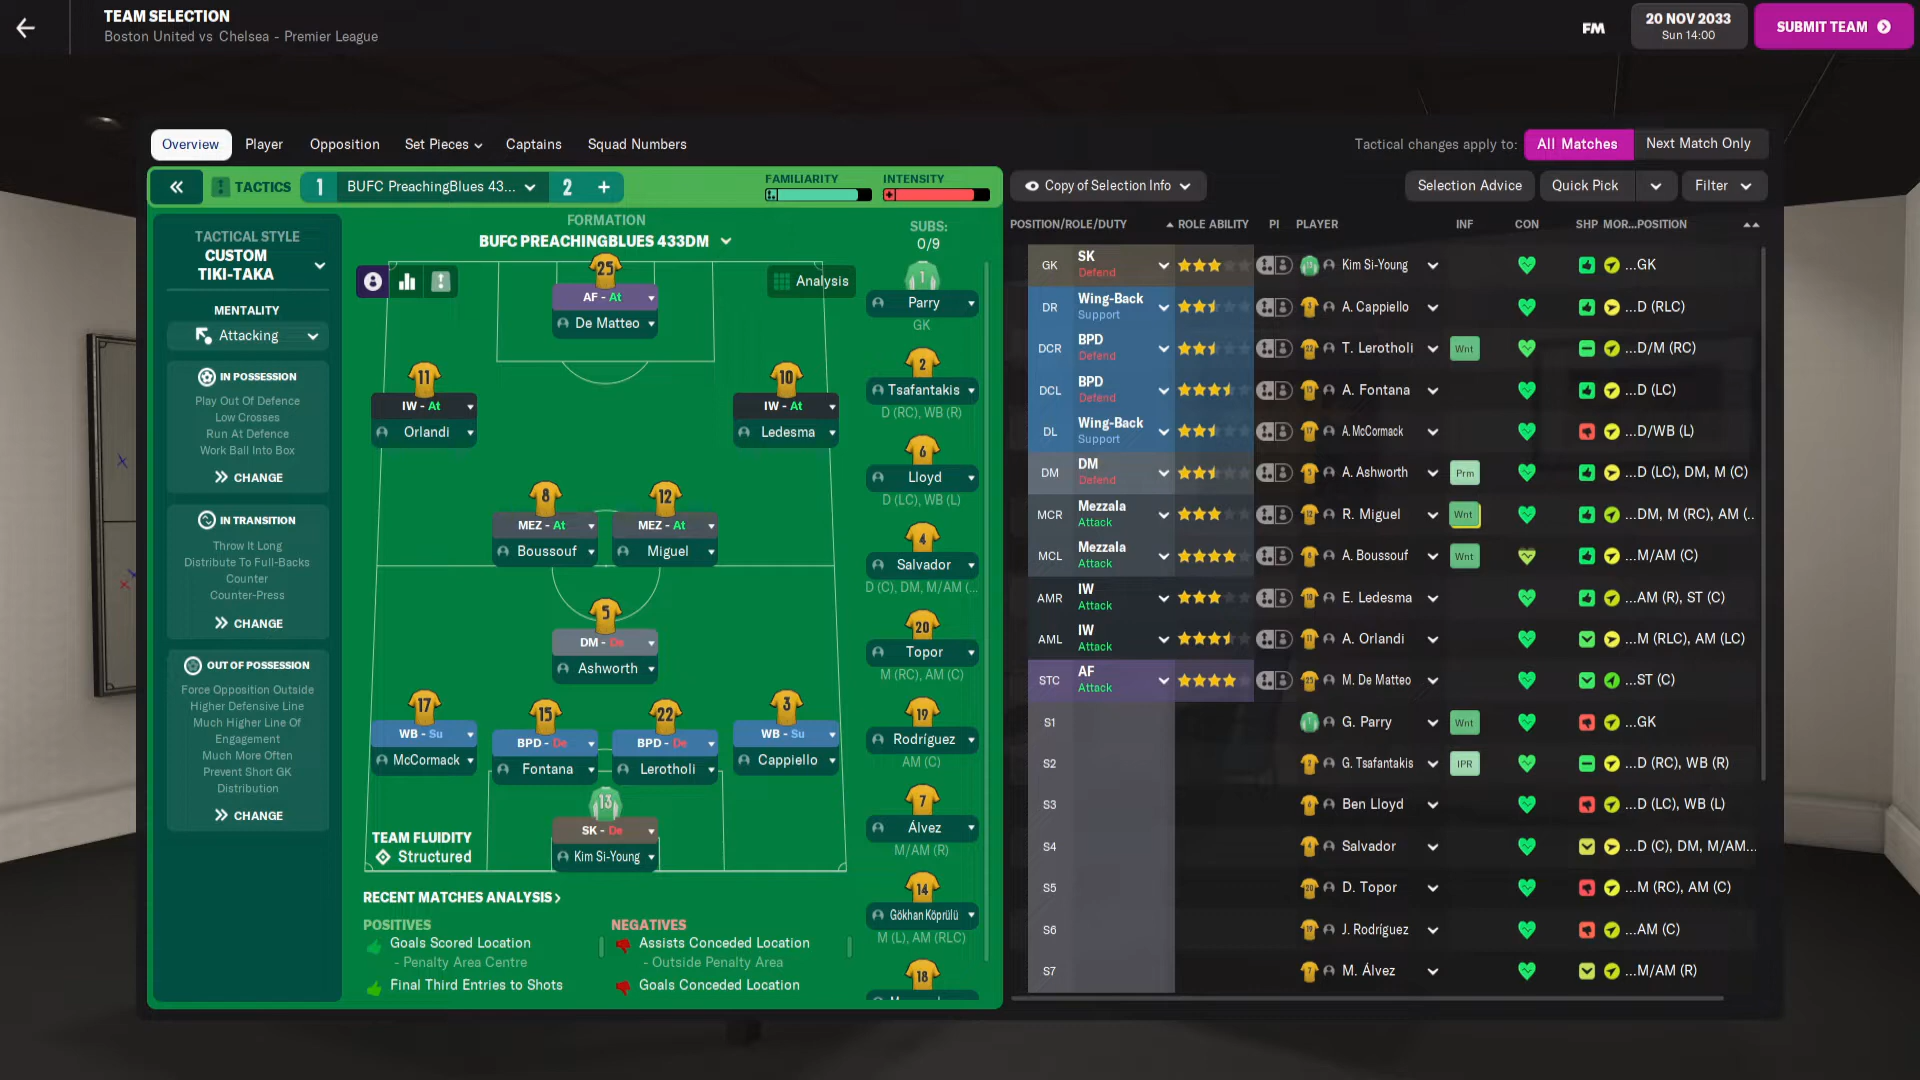 TEAM SELECTION
Boston United vs Chelsea - Premier League
FM
20 NOV 2033
Sun 14:00
SUBMIT TEAM
Overview
Player
Opposition
Set Pieces
Captains
Squad Numbers
Tactical changes apply to:
All Matches
Next Match Only
TACTICS
1
BUFC PreachingBlues 43...
2
FAMILIARITY
INTENSITY
Copy of Selection Info
Selection Advice
Quick Pick
Filter
TACTICAL STYLE
CUSTOM
TIKI-TAKA
MENTALITY
Attacking
IN POSSESSION
Play Out Of Defence
Low Crosses
Run At Defence
Work Ball Into Box
CHANGE
IN TRANSITION
Throw It Long
Distribute To Full-Backs
Counter
Counter-Press
CHANGE
OUT OF POSSESSION
Force Opposition Outside
Higher Defensive Line
Much Higher Line Of
Engagement
Much More Often
Prevent Short GK
Distribution
CHANGE
FORMATION
BUFC PREACHINGBLUES 433DM
Analysis
25
AF - At
De Matteo
11
IW - At
Orlandi
10
IW - At
Ledesma
8
MEZ - At
Boussouf
12
MEZ - At
Miguel
5
DM - De
Ashworth
17
WB - Su
McCormack
15
BPD - De
Fontana
22
BPD - De
Lerotholi
3
WB - Su
Cappiello
13
SK - De
Kim Si-Young
TEAM FLUIDITY
Structured
RECENT MATCHES ANALYSIS
POSITIVES
Goals Scored Location
- Penalty Area Centre
Final Third Entries to Shots
NEGATIVES
Assists Conceded Location
- Outside Penalty Area
Goals Conceded Location
SUBS:
0/9
1
Parry
GK
2
Tsafantakis
D (RC), WB (R)
6
Lloyd
D (LC), WB (L)
4
Salvador
D (C), DM, M/AM (...
20
Topor
M (RC), AM (C)
19
Rodríguez
AM (C)
7
Álvez
M/AM (R)
14
Gökhan Köprülü
M (L), AM (RLC)
18
POSITION/ROLE/DUTY
ROLE ABILITY
PI
PLAYER
INF
CON
SHP
MOR...
POSITION
GK
SK
Defend
Kim Si-Young
...GK
DR
Wing-Back
Support
A. Cappiello
...D (RLC)
DCR
BPD
Defend
T. Lerotholi
Wnt
...D/M (RC)
DCL
BPD
Defend
A. Fontana
...D (LC)
DL
Wing-Back
Support
A. McCormack
...D/WB (L)
DM
DM
Defend
A. Ashworth
Prm
...D (LC), DM, M (C)
MCR
Mezzala
Attack
R. Miguel
Wnt
...DM, M (RC), AM (..
MCL
Mezzala
Attack
A. Boussouf
Wnt
...M/AM (C)
AMR
IW
Attack
E. Ledesma
...AM (R), ST (C)
AML
IW
Attack
A. Orlandi
...M (RLC), AM (LC)
STC
AF
Attack
M. De Matteo
...ST (C)
S1
G. Parry
Wnt
...GK
S2
G. Tsafantakis
IPR
...D (RC), WB (R)
S3
Ben Lloyd
...D (LC), WB (L)
S4
Salvador
...D (C), DM, M/AM...
S5
D. Topor
...M (RC), AM (C)
S6
J. Rodríguez
...AM (C)
S7
M. Álvez
...M/AM (R)